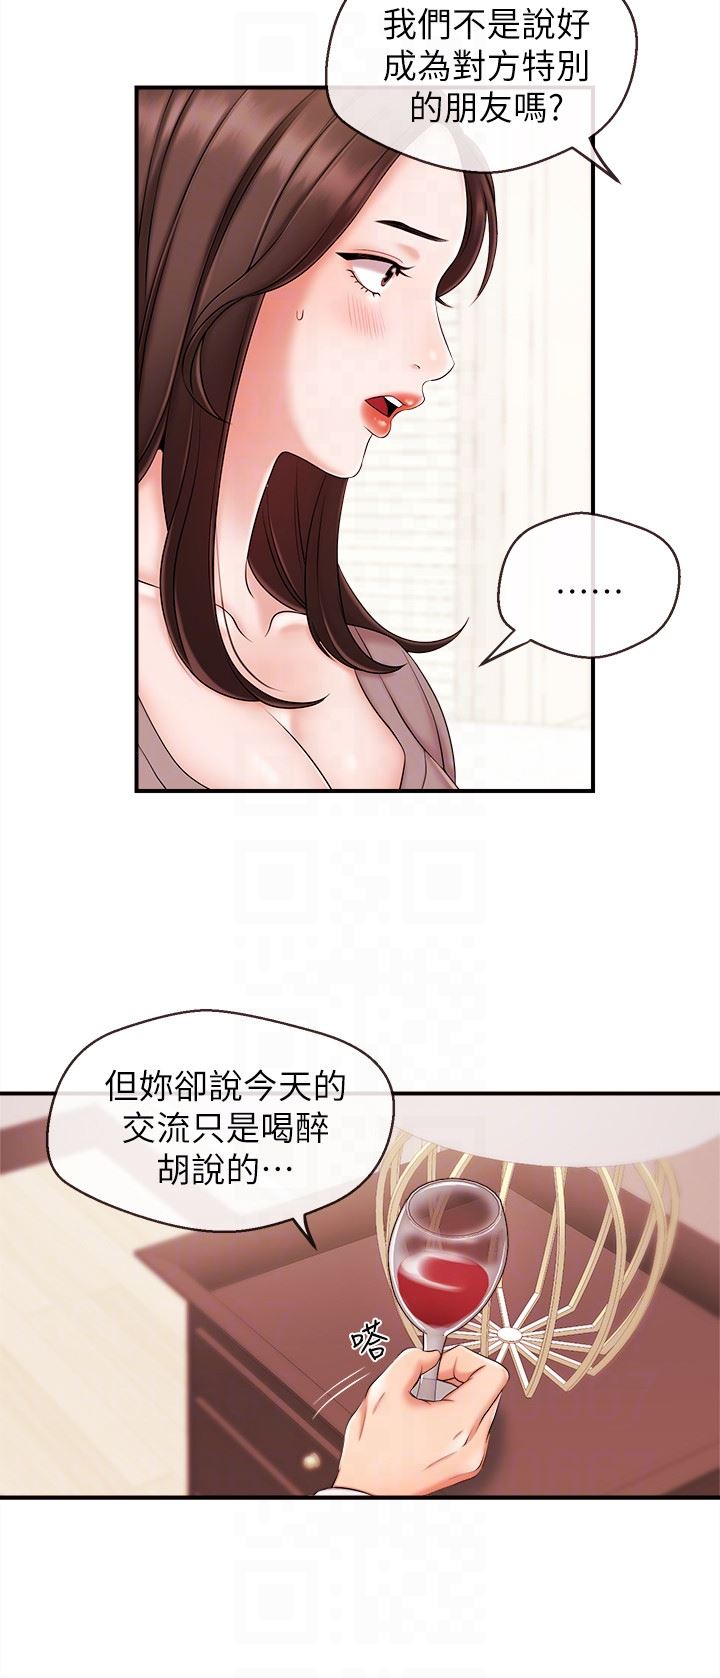 我們不是說好
成為對方特別
的朋友嗎?
……
但妳卻說今天的
交流只是喝醉
胡說的…
嗒